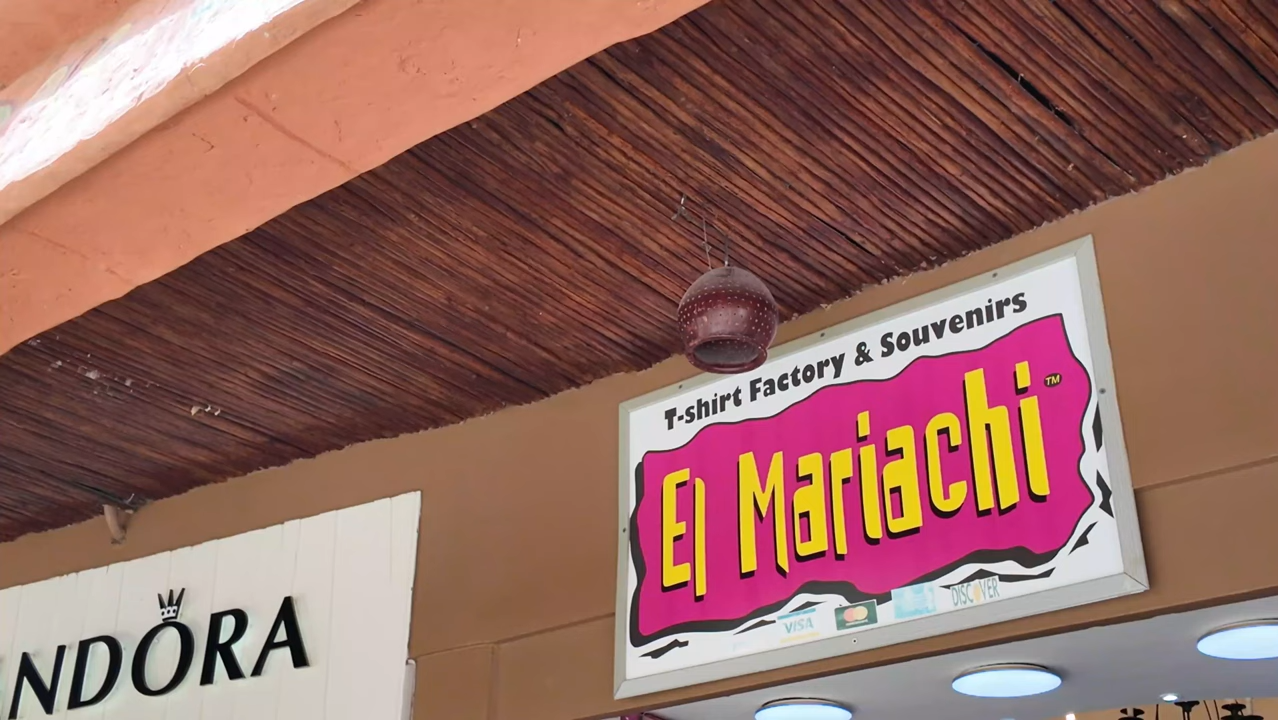 T-shirt Factory & Souvenirs
El Mariachi™
VISA
DISCOVER
NDORA